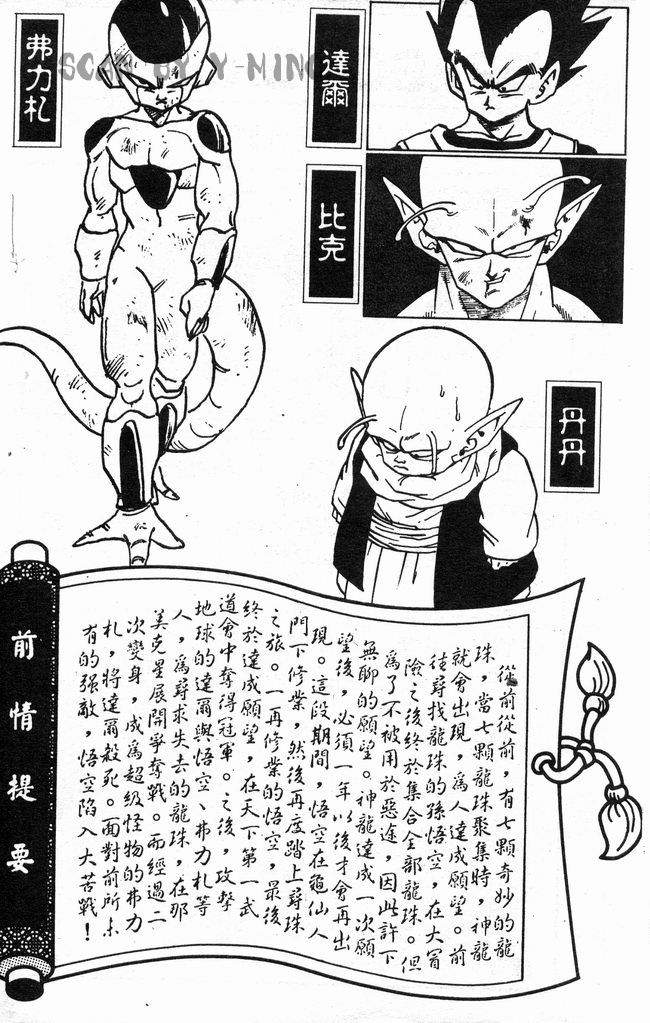 SCAN BY Y-MING
達爾
弗力札
比克
丹丹
前情提要
從前從前，有七顆奇妙的龍
珠，當七顆龍珠聚集時，神龍
就會出現，為人達成願望。前
往尋找龍珠的孫悟空，在大冒
險之後終於集合全部龍珠。但
為了不被用於惡途，因此許下
無聊的願望。神龍達成一次願
望後，必須一年以後才會再出
現。這段期間，悟空在龜仙人
門下修業，然後再度踏上尋珠
之旅。一再修業的悟空，最後
終於達成願望，在天下第一武
道會中奪得冠軍。之後，攻擊
地球的達爾與悟空、弗力札等
人，為尋求失去的龍珠，在那
美克星展開爭奪戰。而經過二
次變身，成為超級怪物的弗力
札，將達爾殺死。面對前所未
有的强敵，悟空陷入大苦戰！